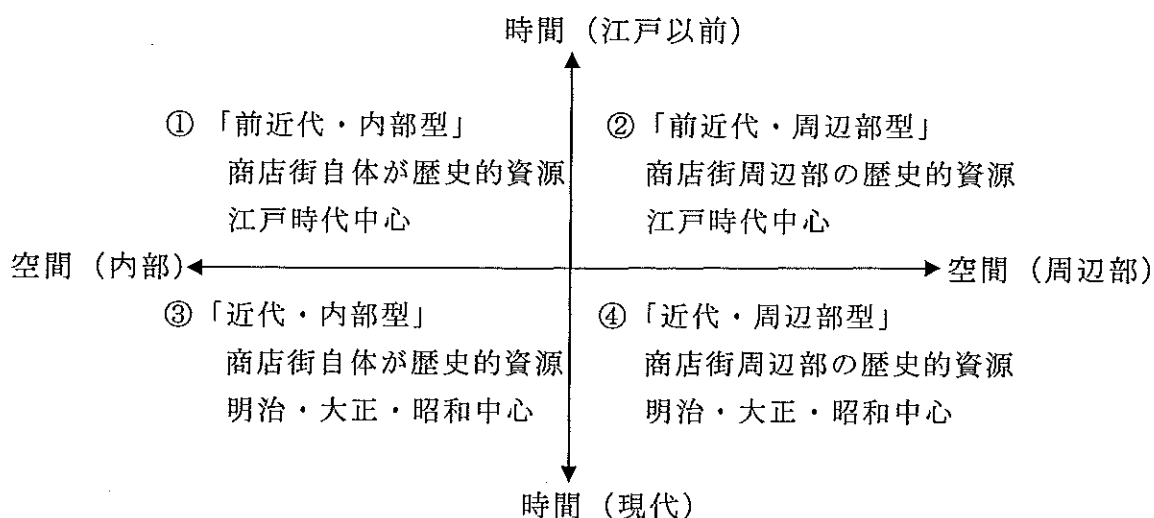 時間（江戸以前）
①「前近代・内部型」
商店街自体が歴史的資源
江戸時代中心
②「前近代・周辺部型」
商店街周辺部の歴史的資源
江戸時代中心
空間（内部）
空間（周辺部）
③「近代・内部型」
商店街自体が歴史的資源
明治・大正・昭和中心
④「近代・周辺部型」
商店街周辺部の歴史的資源
明治・大正・昭和中心
時間（現代）